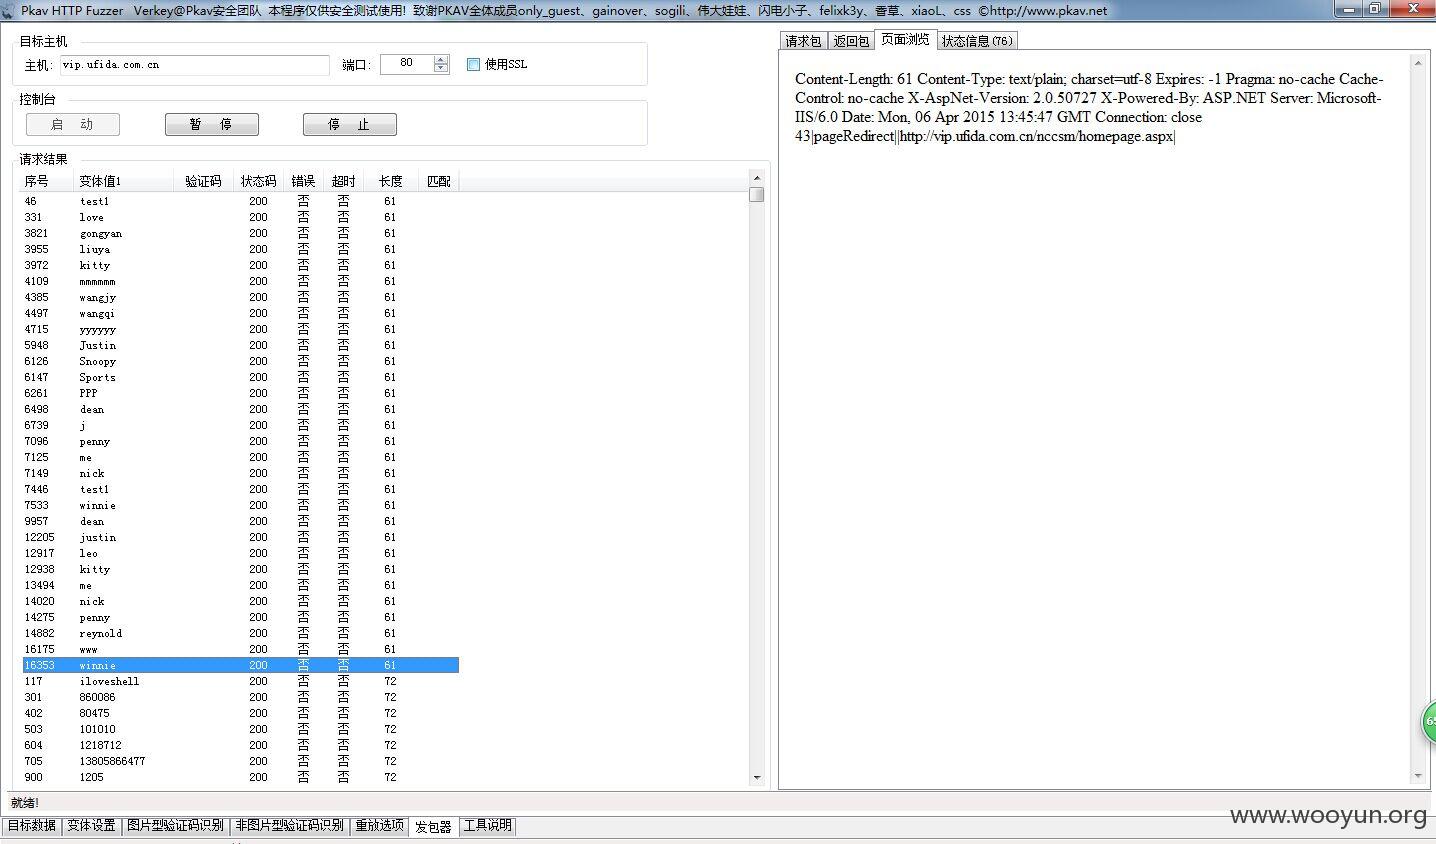 Pkav HTTP Fuzzer   Verkey@Pkav安全团队  本程序仅供安全测试使用!  致谢PKAV全体成员only_guest、gainover、sogili、伟大娃娃、闪电小子、felixk3y、香草、xiaoL、css  ©http://www.pkav.net
目标主机
主机: vip.ufida.com.cn 端口: 80 使用SSL
控制台
启 动 暂 停 停 止
请求结果
序号 变体值1 验证码 状态码 错误 超时 长度 匹配
46 test1 200 否 否 61
331 love 200 否 否 61
3821 gongyan 200 否 否 61
3955 liuya 200 否 否 61
3972 kitty 200 否 否 61
4109 mmmmmm 200 否 否 61
4385 wangjy 200 否 否 61
4497 wangqi 200 否 否 61
4715 yyyyyy 200 否 否 61
5948 Justin 200 否 否 61
6126 Snoopy 200 否 否 61
6147 Sports 200 否 否 61
6261 PPP 200 否 否 61
6498 dean 200 否 否 61
6739 j 200 否 否 61
7096 penny 200 否 否 61
7125 me 200 否 否 61
7149 nick 200 否 否 61
7446 test1 200 否 否 61
7533 winnie 200 否 否 61
9957 dean 200 否 否 61
12205 justin 200 否 否 61
12917 leo 200 否 否 61
12938 kitty 200 否 否 61
13494 me 200 否 否 61
14020 nick 200 否 否 61
14275 penny 200 否 否 61
14882 reynold 200 否 否 61
16175 www 200 否 否 61
16353 winnie 200 否 否 61
117 iloveshell 200 否 否 72
301 860086 200 否 否 72
402 80475 200 否 否 72
503 101010 200 否 否 72
604 1218712 200 否 否 72
705 13805866477 200 否 否 72
900 1205 200 否 否 72
请求包 返回包 页面浏览 状态信息(76)
Content-Length: 61 Content-Type: text/plain; charset=utf-8 Expires: -1 Pragma: no-cache Cache-
Control: no-cache X-AspNet-Version: 2.0.50727 X-Powered-By: ASP.NET Server: Microsoft-
IIS/6.0 Date: Mon, 06 Apr 2015 13:45:47 GMT Connection: close
43|pageRedirect||http://vip.ufida.com.cn/nccsm/homepage.aspx|
就绪!
目标数据 变体设置 图片型验证码识别 非图片型验证码识别 重放选项 发包器 工具说明
www.wooyun.org